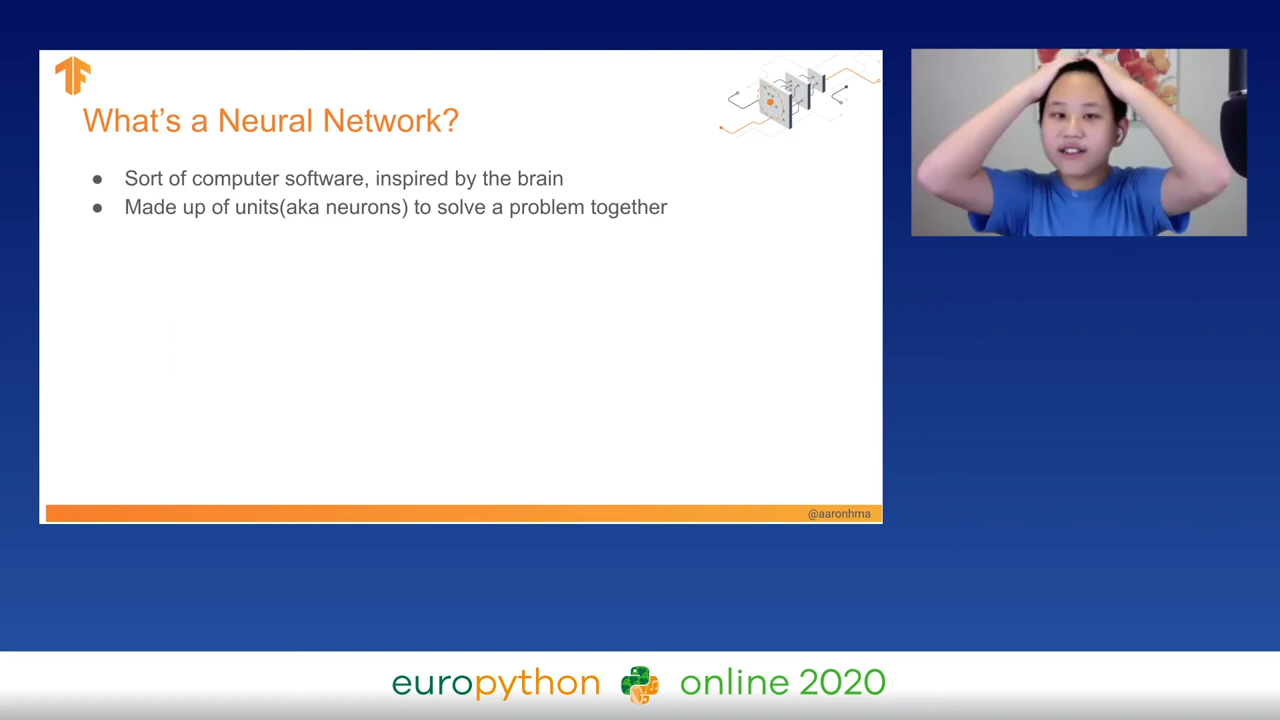 What's a Neural Network?
● Sort of computer software, inspired by the brain
● Made up of units(aka neurons) to solve a problem together
@aaronhma
europython online 2020